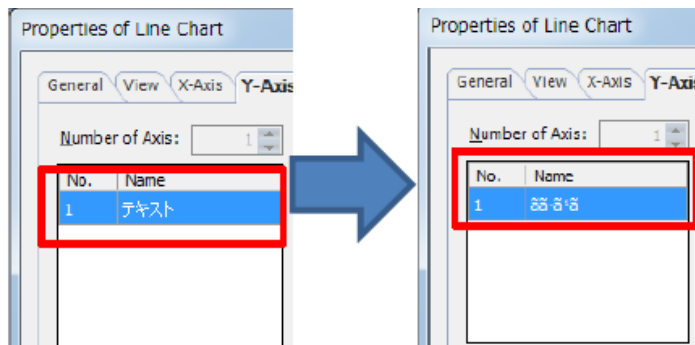 Properties of Line Chart
General View X-Axis Y-Axis
Number of Axis: 1
No. Name
1 テキスト
Properties of Line Chart
General View X-Axis Y-Axi
Number of Axis: 1
No. Name
1